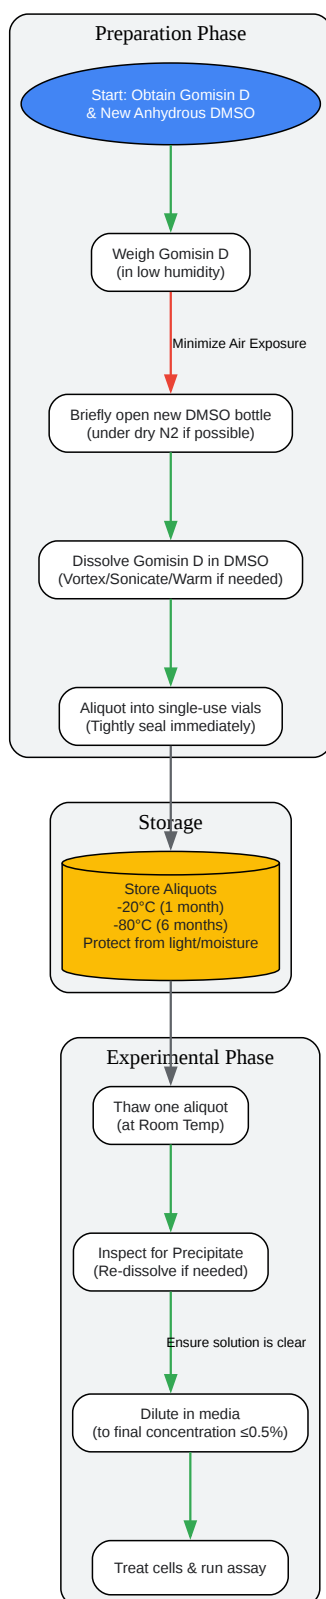 Preparation Phase
Start: Obtain Gomisin D
& New Anhydrous DMSO
Weigh Gomisin D
(in low humidity)
Minimize Air Exposure
Briefly open new DMSO bottle
(under dry N2 if possible)
Dissolve Gomisin D in DMSO
(Vortex/Sonicate/Warm if needed)
Aliquot into single-use vials
(Tightly seal immediately)
Storage
Store Aliquots
-20°C (1 month)
-80°C (6 months)
Protect from light/moisture
Experimental Phase
Thaw one aliquot
(at Room Temp)
Inspect for Precipitate
(Re-dissolve if needed)
Ensure solution is clear
Dilute in media
(to final concentration ≤0.5%)
Treat cells & run assay